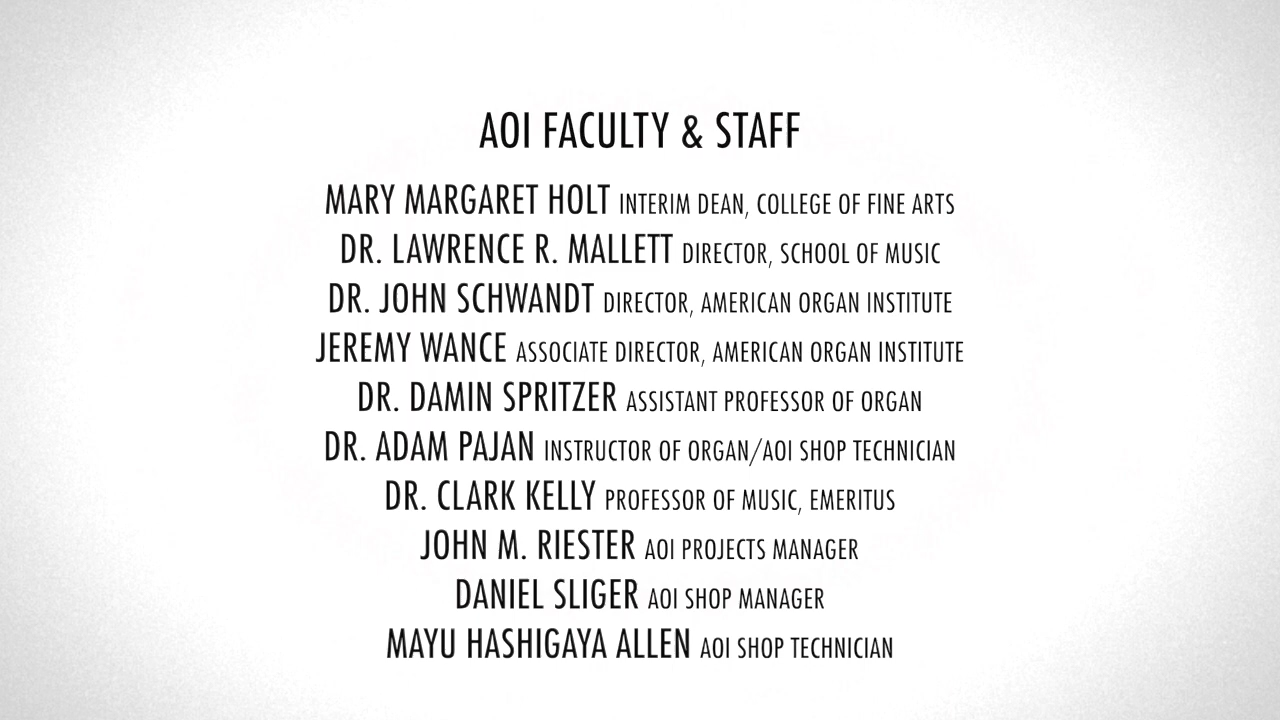 AOI FACULTY & STAFF
MARY MARGARET HOLT INTERIM DEAN, COLLEGE OF FINE ARTS
DR. LAWRENCE R. MALLETT DIRECTOR, SCHOOL OF MUSIC
DR. JOHN SCHWANDT DIRECTOR, AMERICAN ORGAN INSTITUTE
JEREMY WANCE ASSOCIATE DIRECTOR, AMERICAN ORGAN INSTITUTE
DR. DAMIN SPRITZER ASSISTANT PROFESSOR OF ORGAN
DR. ADAM PAJAN INSTRUCTOR OF ORGAN/AOI SHOP TECHNICIAN
DR. CLARK KELLY PROFESSOR OF MUSIC, EMERITUS
JOHN M. RIESTER AOI PROJECTS MANAGER
DANIEL SLIGER AOI SHOP MANAGER
MAYU HASHIGAYA ALLEN AOI SHOP TECHNICIAN